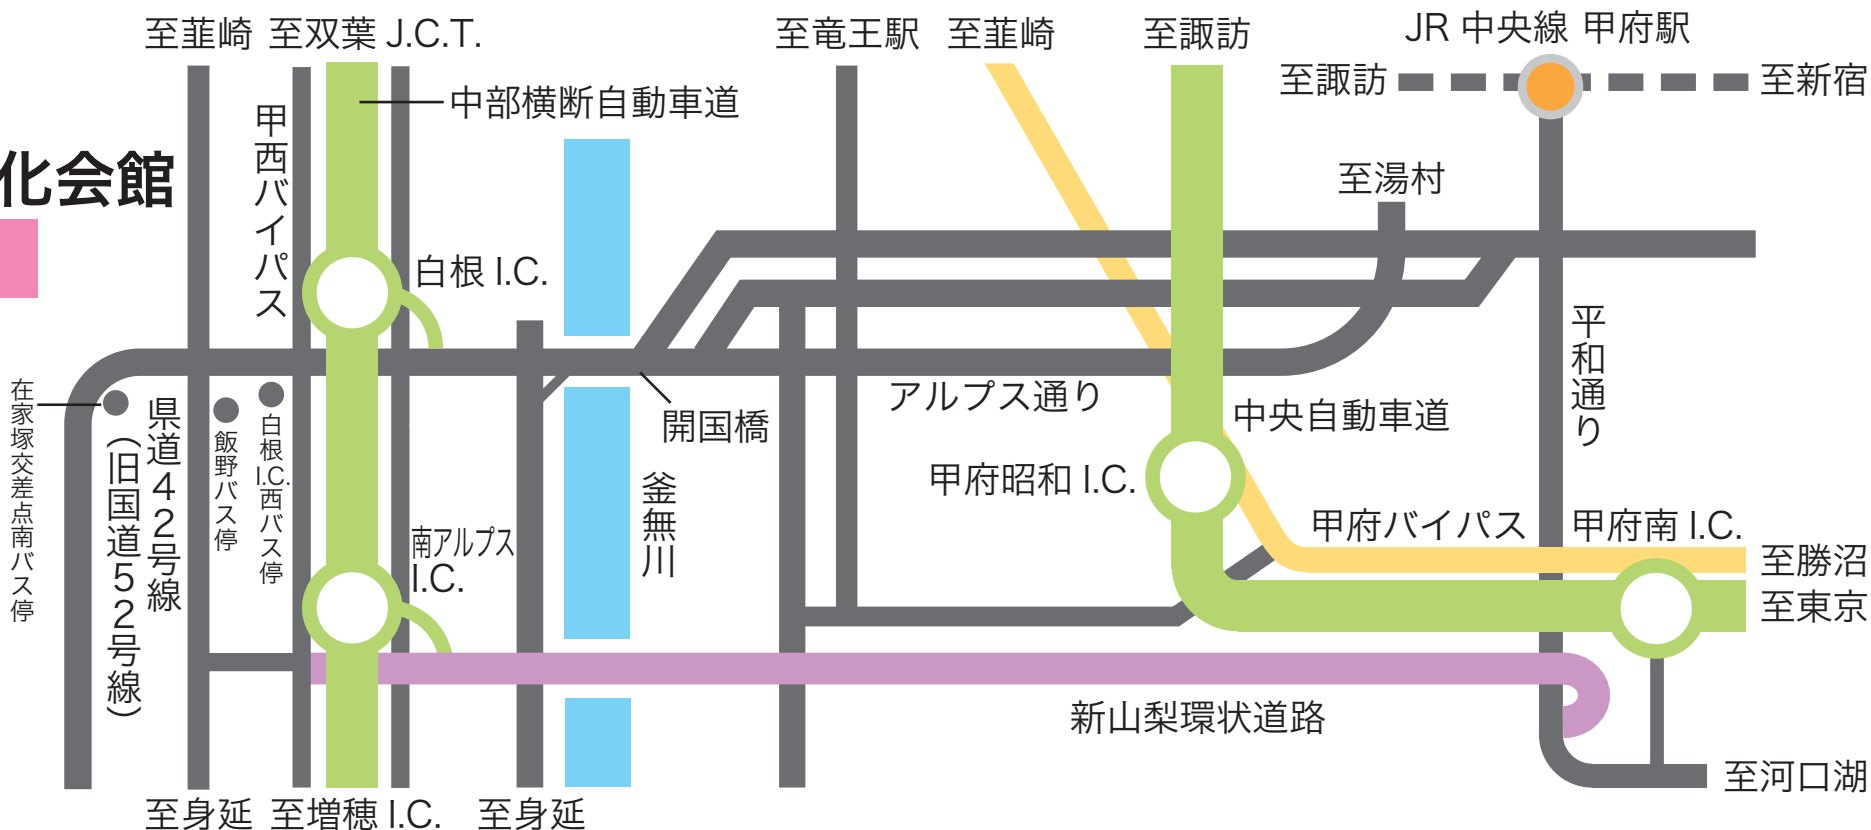 至韮崎
至双葉 J.C.T.
至竜王駅
至韮崎
至諏訪
JR 中央線 甲府駅
至諏訪
至新宿
中部横断自動車道
甲西バイパス
化会館
至湯村
白根 I.C.
平和通り
在家塚交差点南バス停
県道42号線
(旧国道52号線)
飯野バス停
白根I.C.西バス停
アルプス通り
開国橋
中央自動車道
甲府昭和 I.C.
釜無川
南アルプス
I.C.
甲府バイパス
甲府南 I.C.
至勝沼
至東京
新山梨環状道路
至河口湖
至身延
至増穂 I.C.
至身延